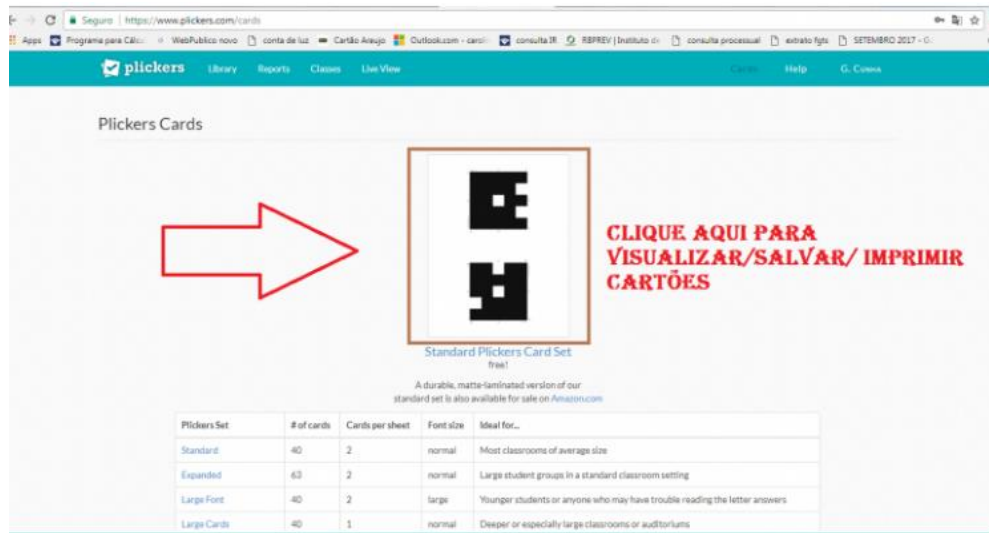 Seguro | https://www.plickers.com/cards
Apps Programa para Cálc WebPublico novo conta de luz Cartão Araujo Outlook.com - caroli consulta IR RBPREV | Instituto de consulta processual extrato fgts SETEMBRO 2017 - G
plickers Library Reports Classes Live View Cards Help G. Cunha
Plickers Cards
CLIQUE AQUI PARA
VISUALIZAR/SALVAR/ IMPRIMIR
CARTÕES
Standard Plickers Card Set
free!
A durable, matte-laminated version of our
standard set is also available for sale on Amazon.com
Plickers Set # of cards Cards per sheet Font size Ideal for...
Standard 40 2 normal Most classrooms of average size
Expanded 63 2 normal Large student groups in a standard classroom setting
Large Font 40 2 large Younger students or anyone who may have trouble reading the letter answers
Large Cards 40 1 normal Deeper or especially large classrooms or auditoriums